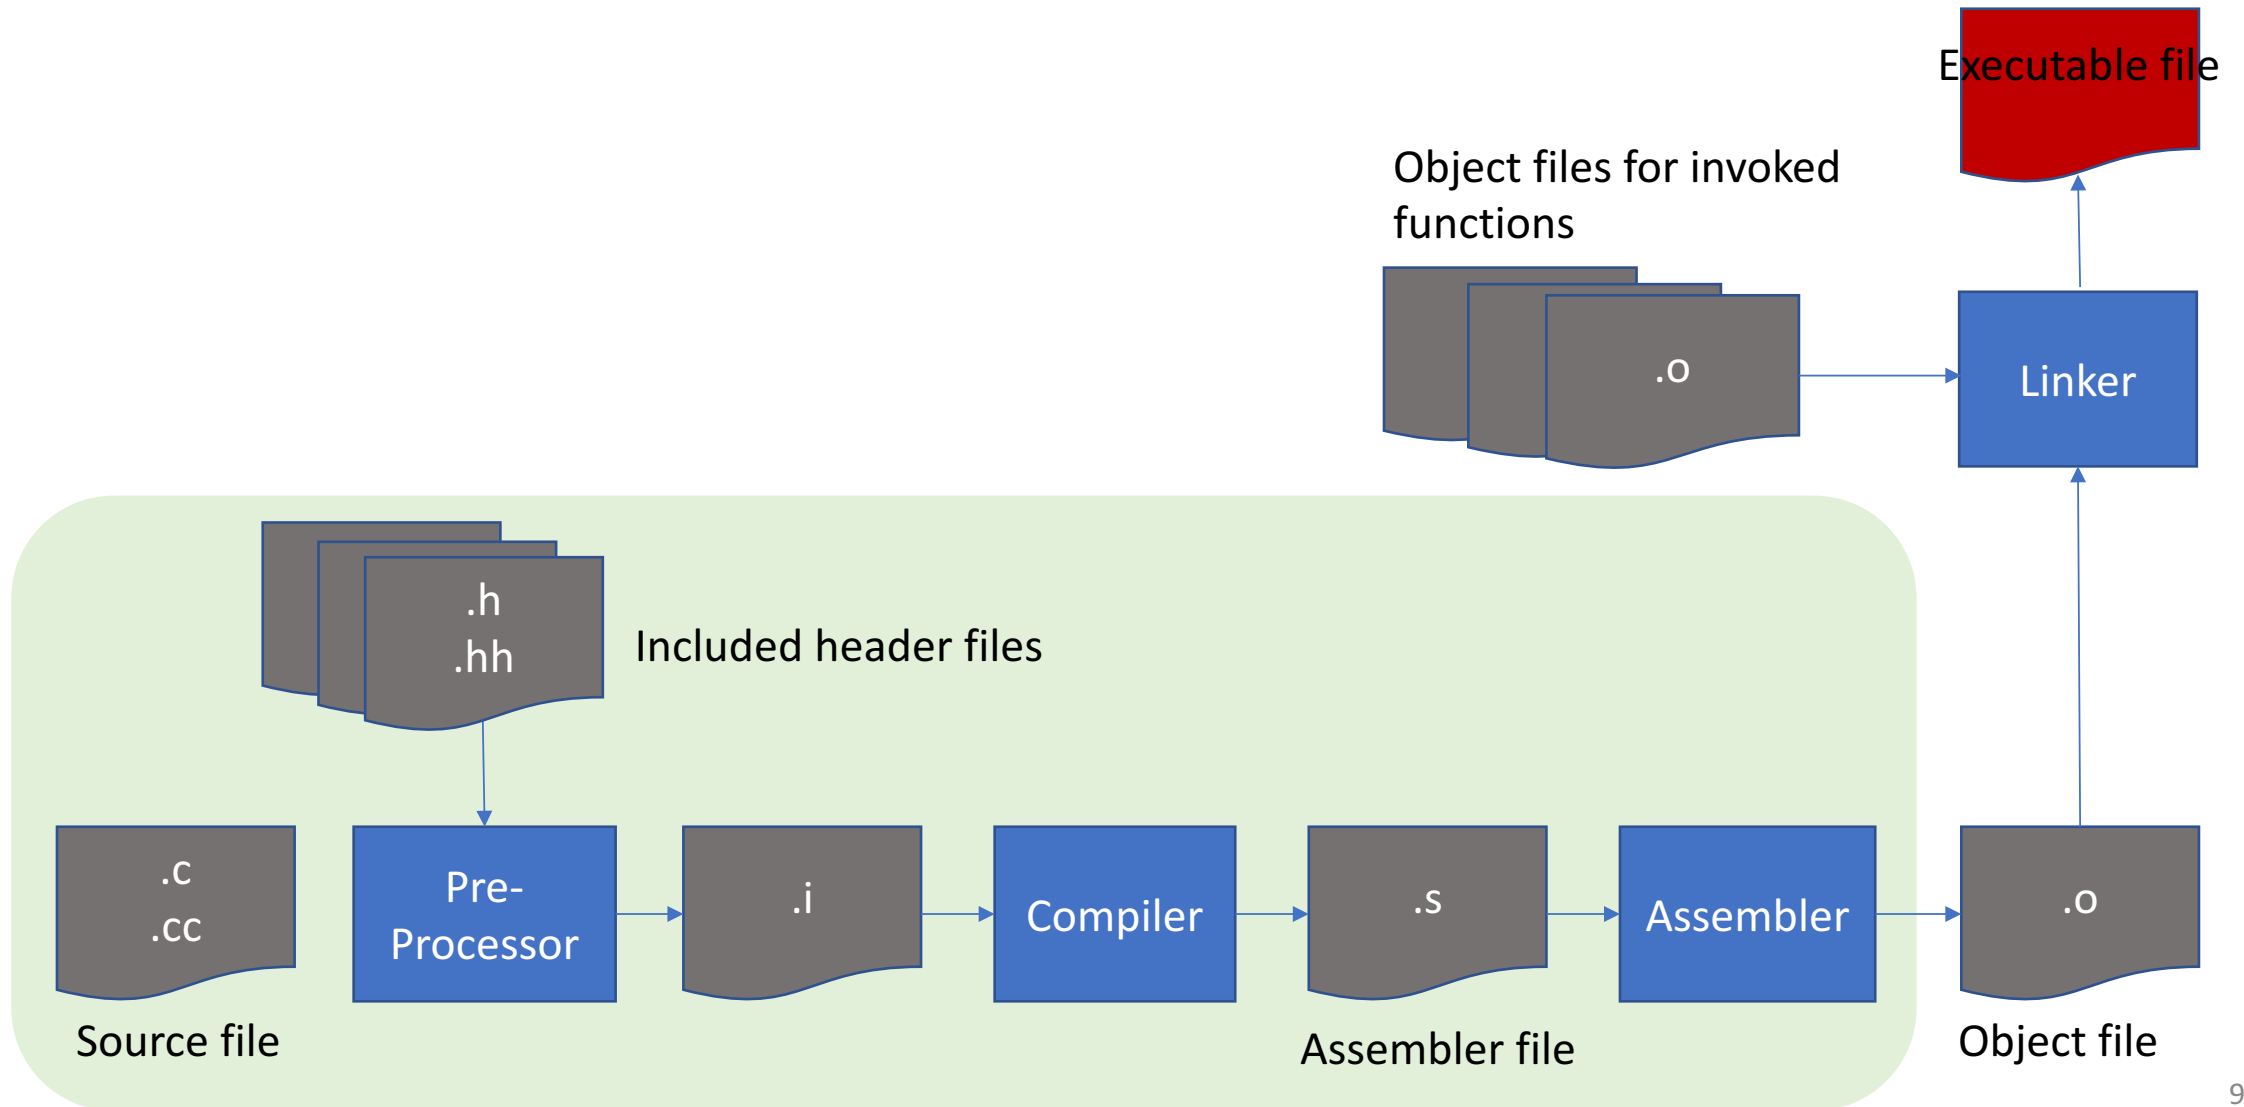 Executable file
Object files for invoked
functions
.o
Linker
.h
.hh
Included header files
.c
.cc
Source file
Pre-
Processor
.i
Compiler
.s
Assembler file
Assembler
.o
Object file
9